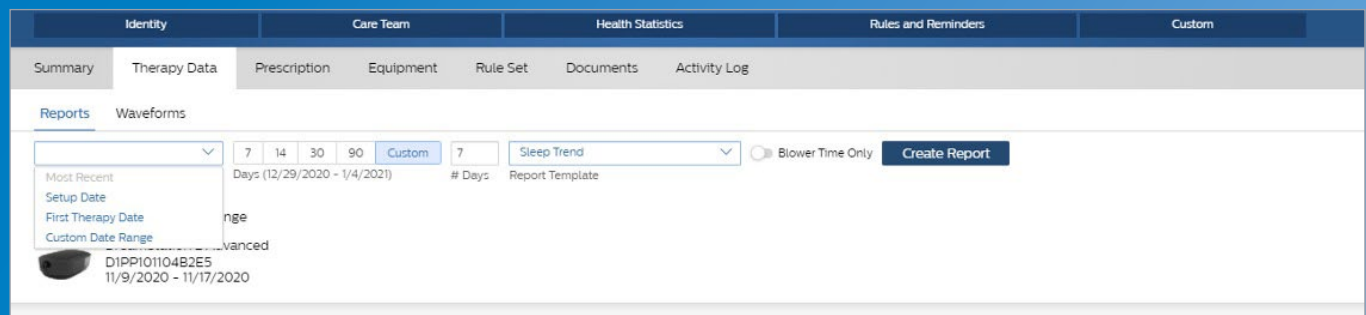 Identity Care Team Health Statistics Rules and Reminders Custom
Summary Therapy Data Prescription Equipment Rule Set Documents Activity Log
Reports Waveforms
7 14 30 90 Custom 7 Sleep Trend Blower Time Only Create Report
Days (12/29/2020 - 1/4/2021) # Days Report Template
Most Recent
Setup Date
First Therapy Date nge
Custom Date Range vanced
D1PP101104B2E5
11/9/2020 - 11/17/2020